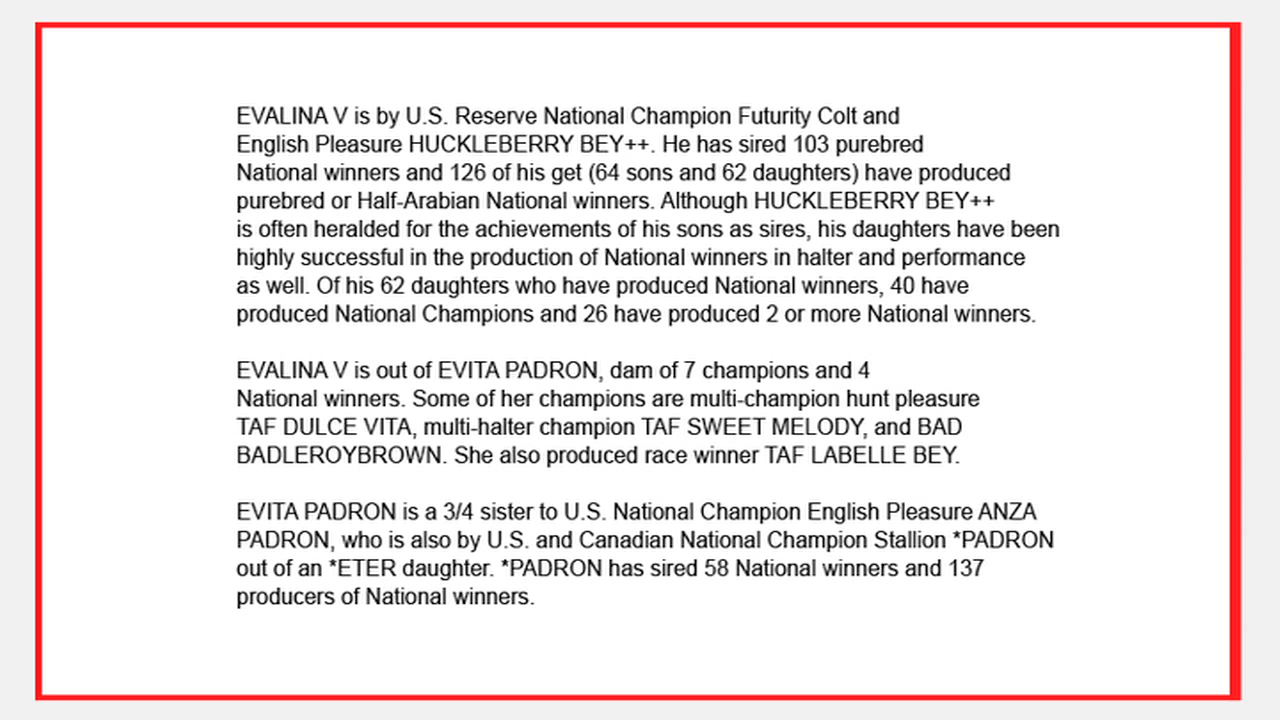 EVALINA V is by U.S. Reserve National Champion Futurity Colt and
English Pleasure HUCKLEBERRY BEY++. He has sired 103 purebred
National winners and 126 of his get (64 sons and 62 daughters) have produced
purebred or Half-Arabian National winners. Although HUCKLEBERRY BEY++
is often heralded for the achievements of his sons as sires, his daughters have been
highly successful in the production of National winners in halter and performance
as well. Of his 62 daughters who have produced National winners, 40 have
produced National Champions and 26 have produced 2 or more National winners.
EVALINA V is out of EVITA PADRON, dam of 7 champions and 4
National winners. Some of her champions are multi-champion hunt pleasure
TAF DULCE VITA, multi-halter champion TAF SWEET MELODY, and BAD
BADLEROYBROWN. She also produced race winner TAF LABELLE BEY.
EVITA PADRON is a 3/4 sister to U.S. National Champion English Pleasure ANZA
PADRON, who is also by U.S. and Canadian National Champion Stallion *PADRON
out of an *ETER daughter. *PADRON has sired 58 National winners and 137
producers of National winners.